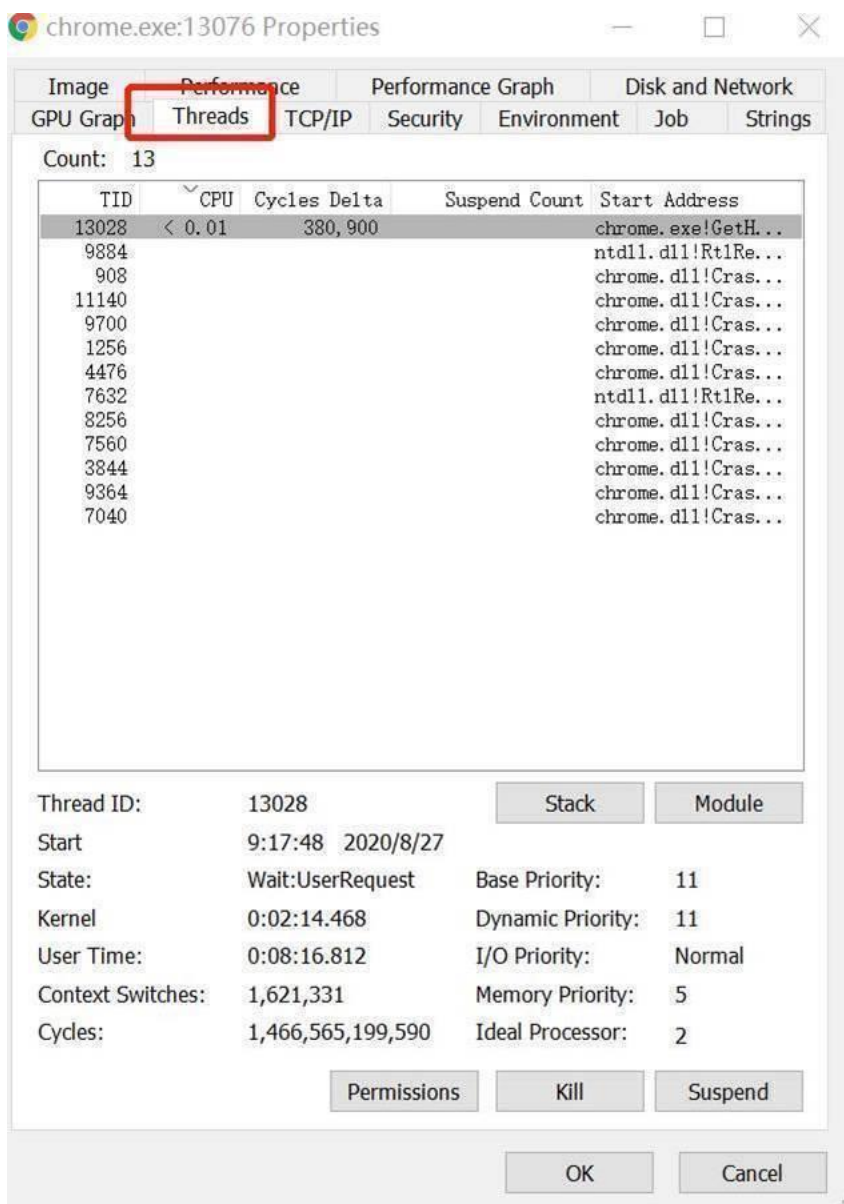 chrome.exe:13076 Properties
Image Performance Performance Graph Disk and Network
GPU Graph Threads TCP/IP Security Environment Job Strings
Count: 13
TID CPU Cycles Delta Suspend Count Start Address
13028 < 0.01 380,900 chrome.exe!GetH...
9884 ntdll.dll!RtlRe...
908 chrome.dll!Cras...
11140 chrome.dll!Cras...
9700 chrome.dll!Cras...
1256 chrome.dll!Cras...
4476 chrome.dll!Cras...
7632 ntdll.dll!RtlRe...
8256 chrome.dll!Cras...
7560 chrome.dll!Cras...
3844 chrome.dll!Cras...
9364 chrome.dll!Cras...
7040 chrome.dll!Cras...
Thread ID: 13028 Stack Module
Start 9:17:48 2020/8/27
State: Wait:UserRequest Base Priority: 11
Kernel 0:02:14.468 Dynamic Priority: 11
User Time: 0:08:16.812 I/O Priority: Normal
Context Switches: 1,621,331 Memory Priority: 5
Cycles: 1,466,565,199,590 Ideal Processor: 2
Permissions Kill Suspend
OK Cancel